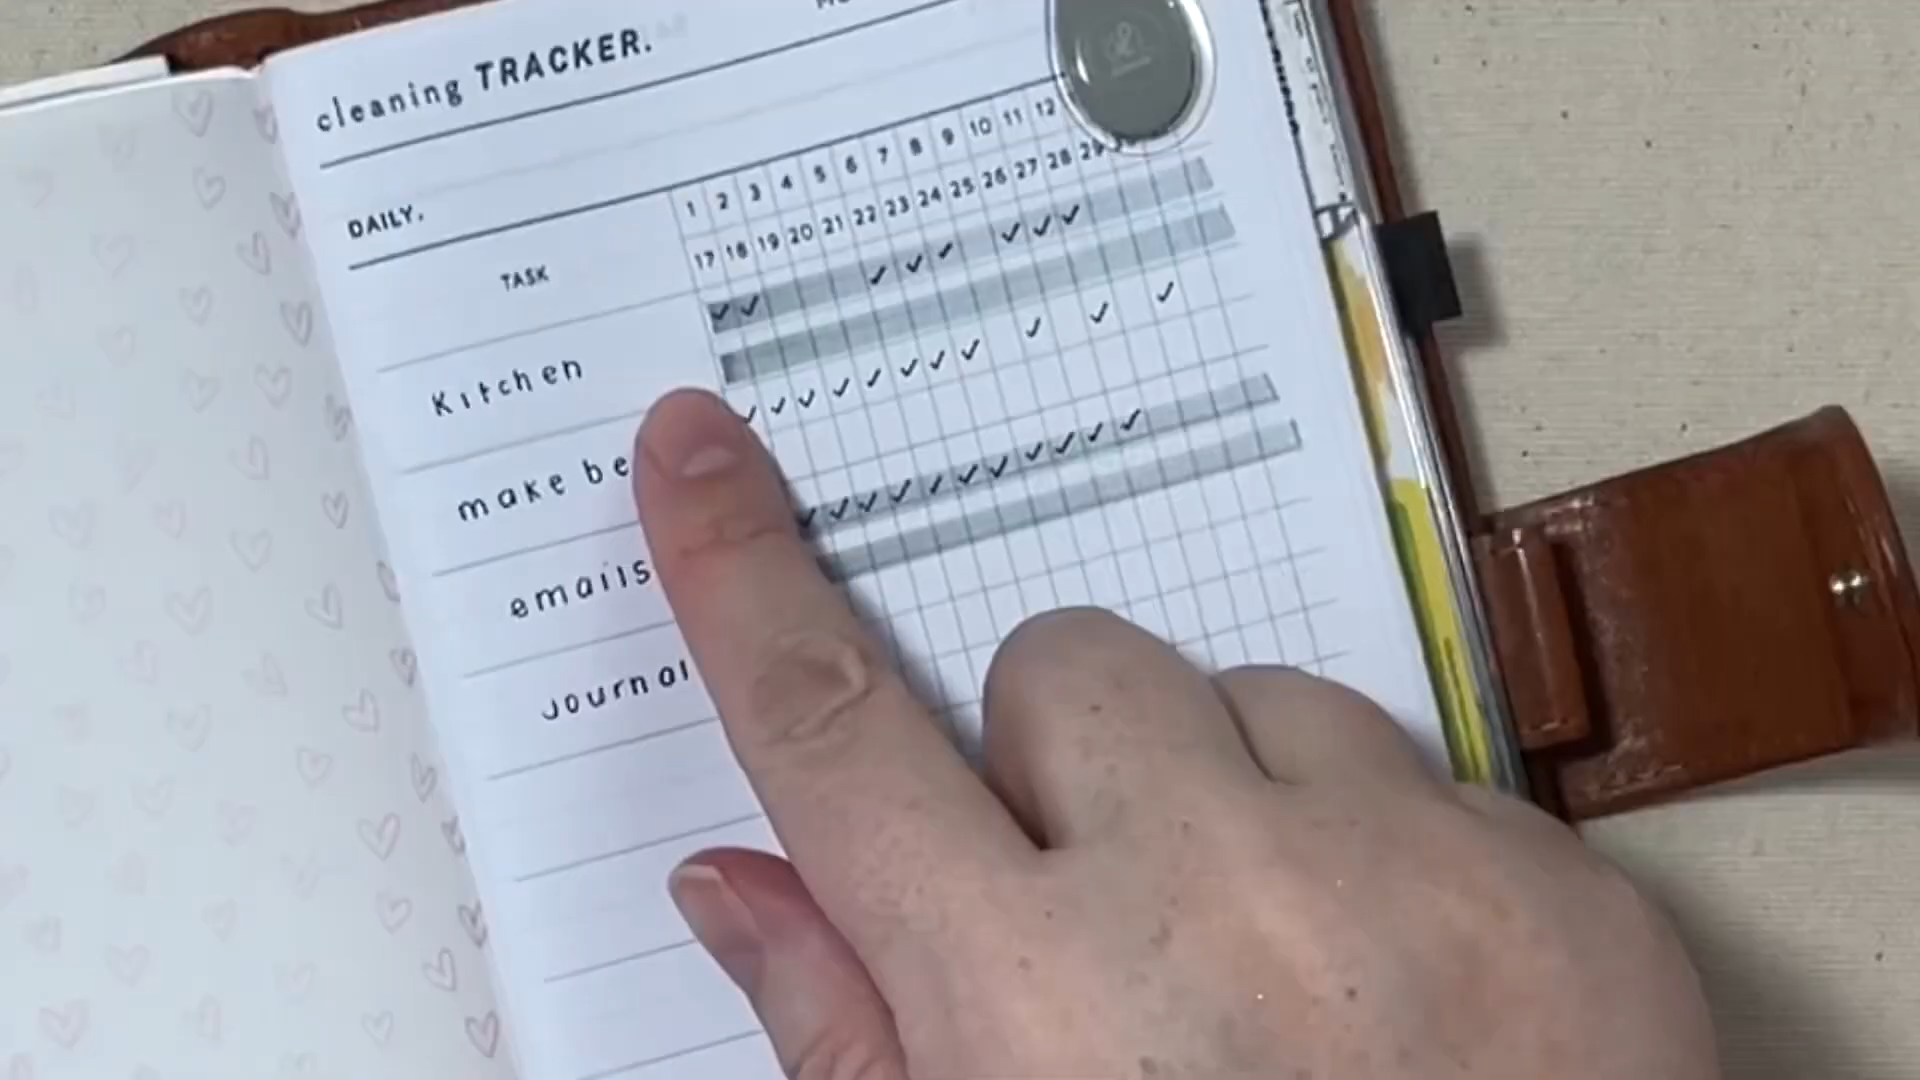 cleaning TRACKER.
DAILY.
1 2 3 4 5 6 7 8 9 10 11 12
TASK
17 18 19 20 21 22 23 24 25 26 27 28 29
Kitchen
make be
emails
journal